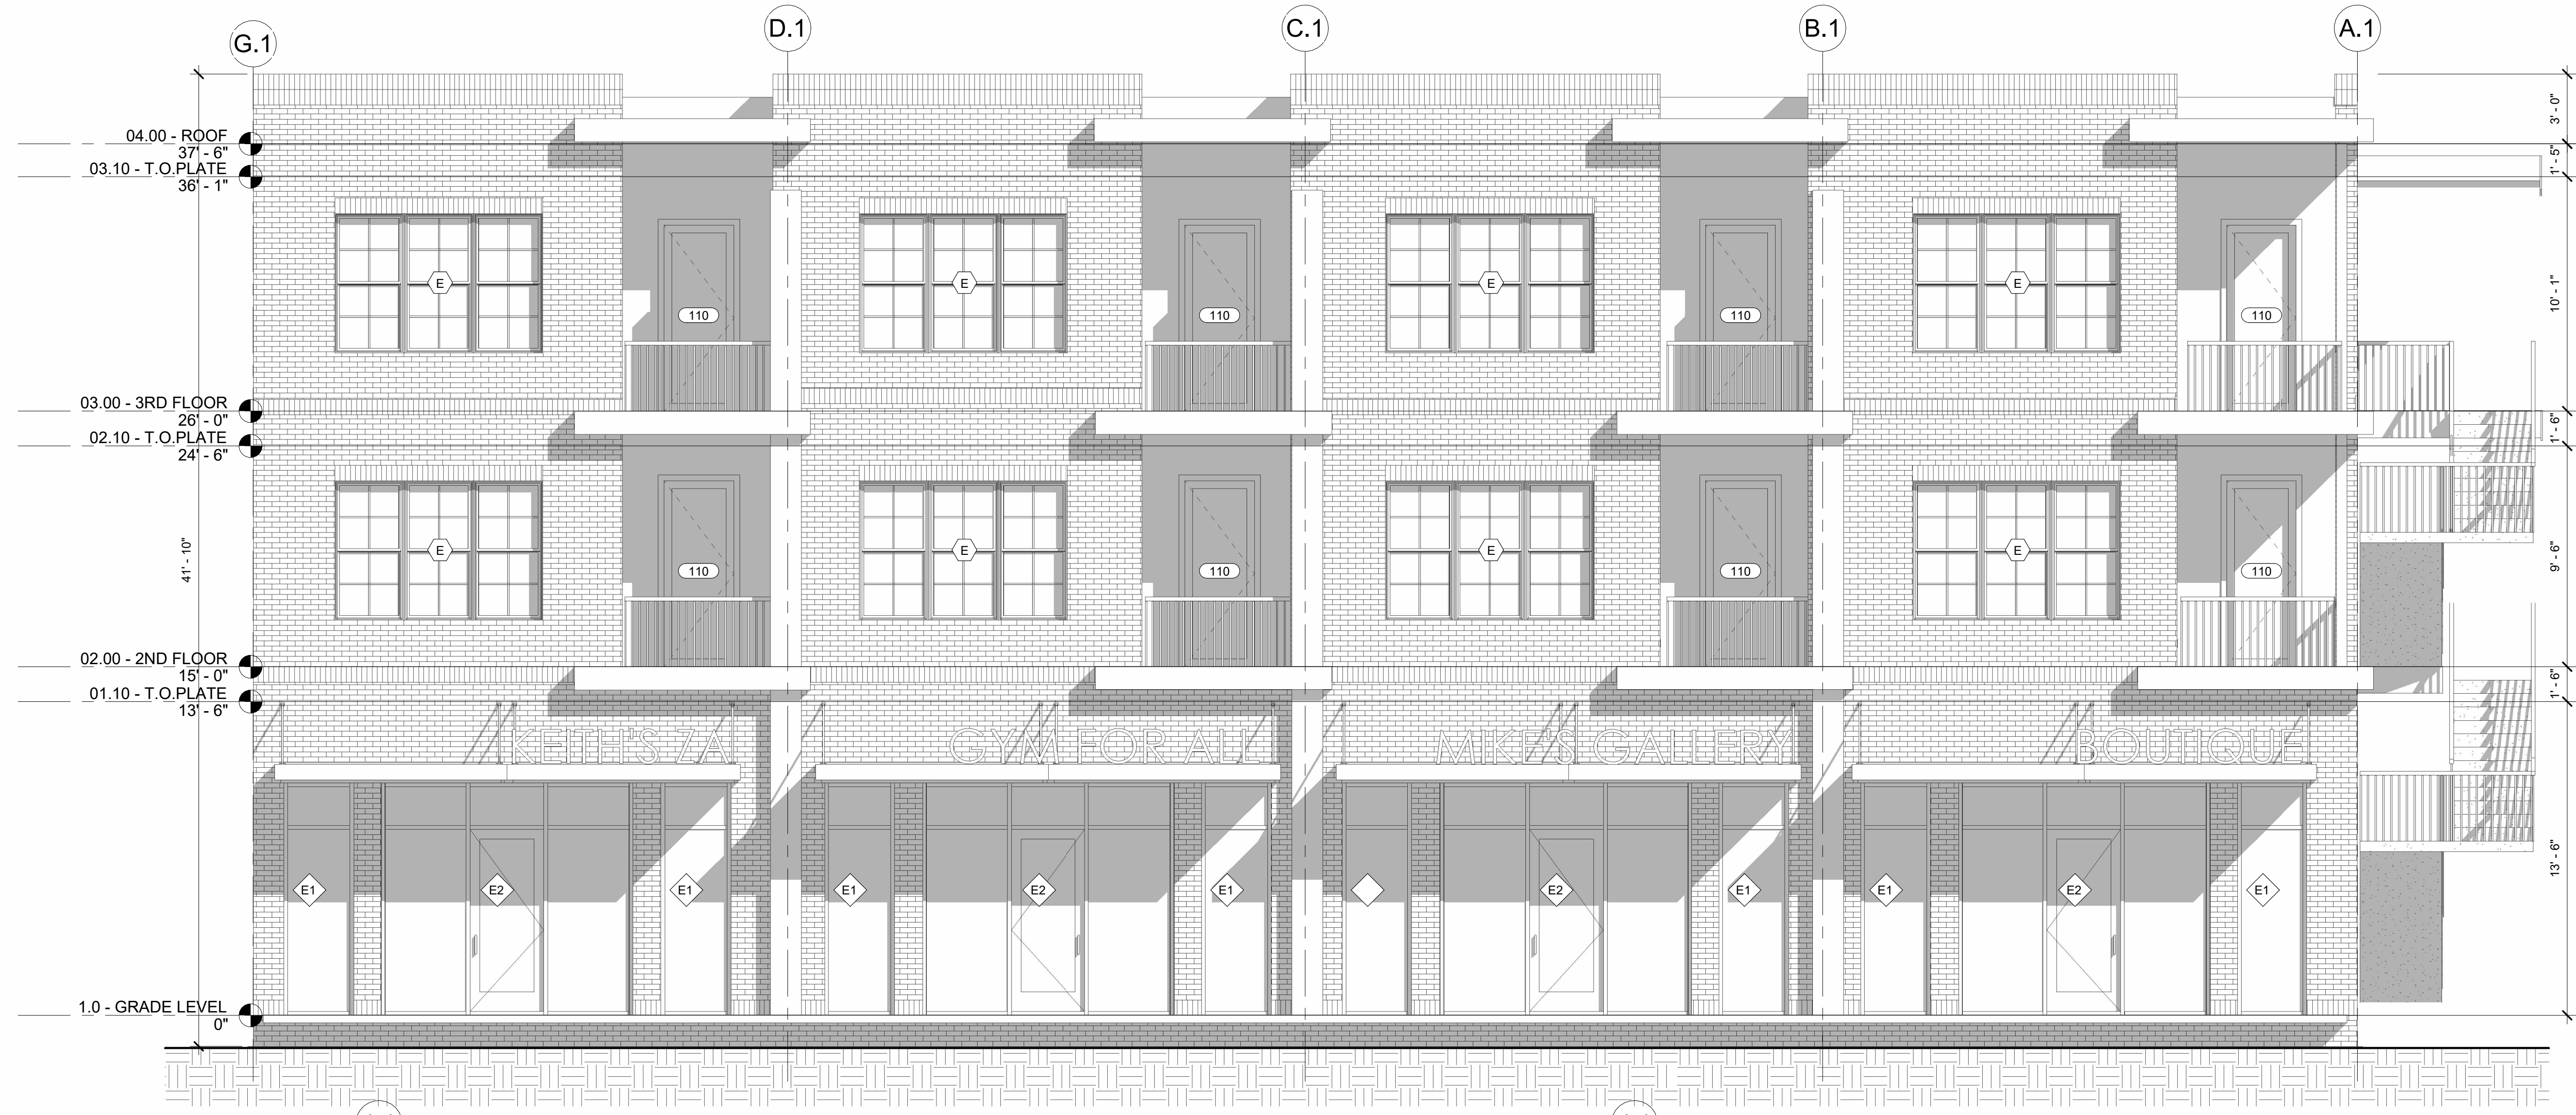 G.1
D.1
C.1
B.1
A.1
04.00 - ROOF
37' - 6"
03.10 - T.O.PLATE
36' - 1"
03.00 - 3RD FLOOR
26' - 0"
02.10 - T.O.PLATE
24' - 6"
02.00 - 2ND FLOOR
15' - 0"
01.10 - T.O.PLATE
13' - 6"
1.0 - GRADE LEVEL
0"
41' - 10"
3' - 0"
1' - 5"
10' - 1"
1' - 6"
9' - 6"
1' - 6"
13' - 6"
E
E
E
E
110
110
110
110
E
E
E
E
110
110
110
110
KEITH'S ZA
GYM FOR ALL
MIKE'S GALLERY
BOUTIQUE
E1
E2
E1
E1
E2
E1
E2
E1
E1
E2
E1